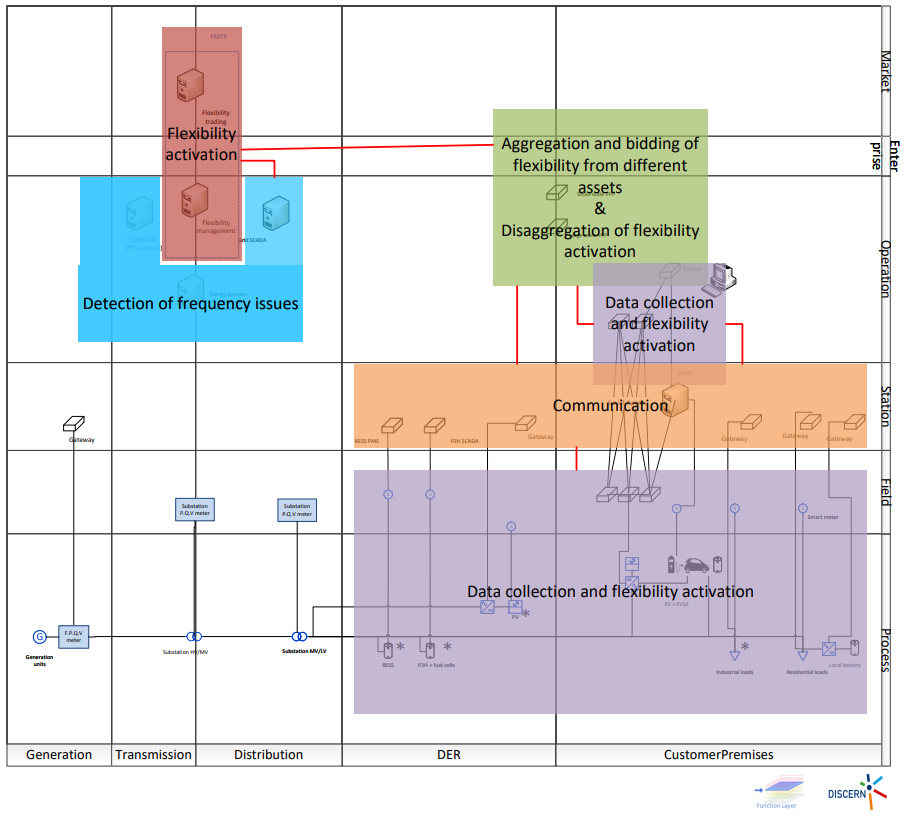 FMTP
Market
Flexibility
trading
Flexibility
activation
Enter
prise
Aggregation and bidding of
flexibility from different
assets
&
Disaggregation of flexibility
activation
Flexibility
management
Grid SCADA
Operation
Detection of frequency issues
Data collection
and flexibility
activation
Communication
Station
Gateway
BESS PMS
P2H SCADA
Gateway
Gateway
Gateway
Gateway
Substation
P.Q.V meter
Substation
P.Q.V meter
Field
Smart meter
Data collection and flexibility activation
EV + EVSE
PV
*
G
F.P.Q.V
meter
Generation
units
Substation HV/MV
Substation MV/LV
*
BESS
*
P2H + fuel cells
*
Industrial loads
Residential loads
Local battery
Process
Generation
Transmission
Distribution
DER
CustomerPremises
Function Layer
DISCERN